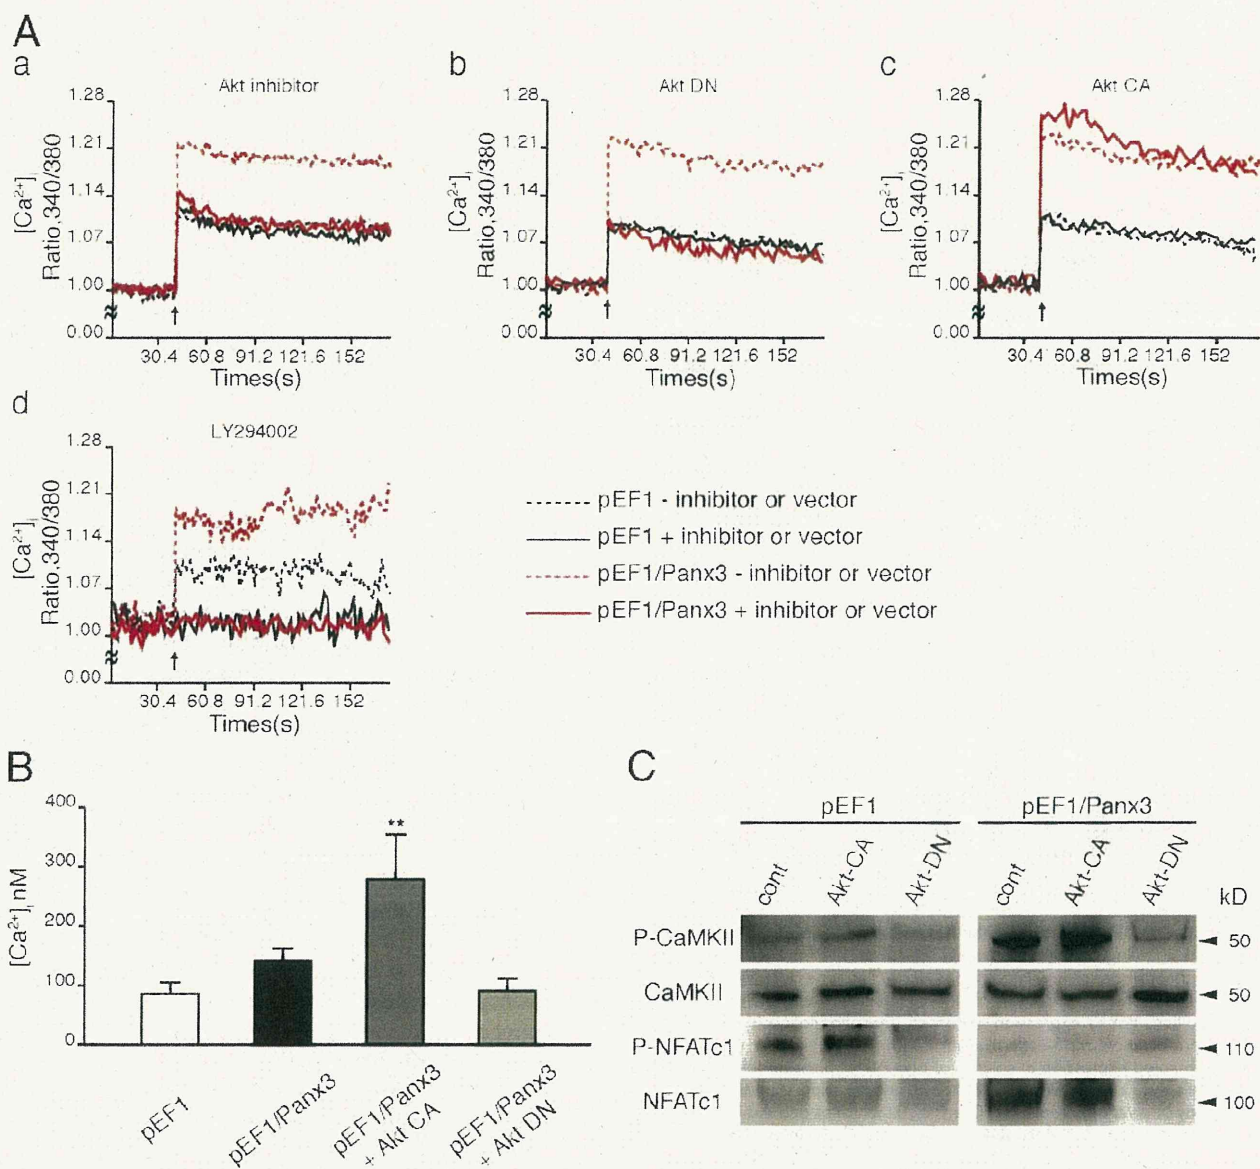 A
a
Akt inhibitor
[Ca2+]i
Ratio,340/380
1.28
1.21
1.14
1.07
1.00
0.00
30.4 60.8 91.2 121.6 152
Times(s)
b
Akt DN
[Ca2+]i
Ratio,340/380
1.28
1.21
1.14
1.07
1.00
0.00
30.4 60.8 91.2 121.6 152
Times(s)
c
Akt CA
[Ca2+]i
Ratio,340/380
1.28
1.21
1.14
1.07
1.00
0.00
30.4 60.8 91.2 121.6 152
Times(s)
d
LY294002
[Ca2+]i
Ratio,340/380
1.28
1.21
1.14
1.07
1.00
0.00
30.4 60.8 91.2 121.6 152
Times(s)
pEF1 - inhibitor or vector
pEF1 + inhibitor or vector
pEF1/Panx3 - inhibitor or vector
pEF1/Panx3 + inhibitor or vector
B
[Ca2+]i nM
400
300
200
100
0
**
pEF1
pEF1/Panx3
pEF1/Panx3
+ Akt CA
pEF1/Panx3
+ Akt DN
C
pEF1
pEF1/Panx3
cont
Akt-CA
Akt-DN
cont
Akt-CA
Akt-DN
kD
P-CaMKII
50
CaMKII
50
P-NFATc1
110
NFATc1
100